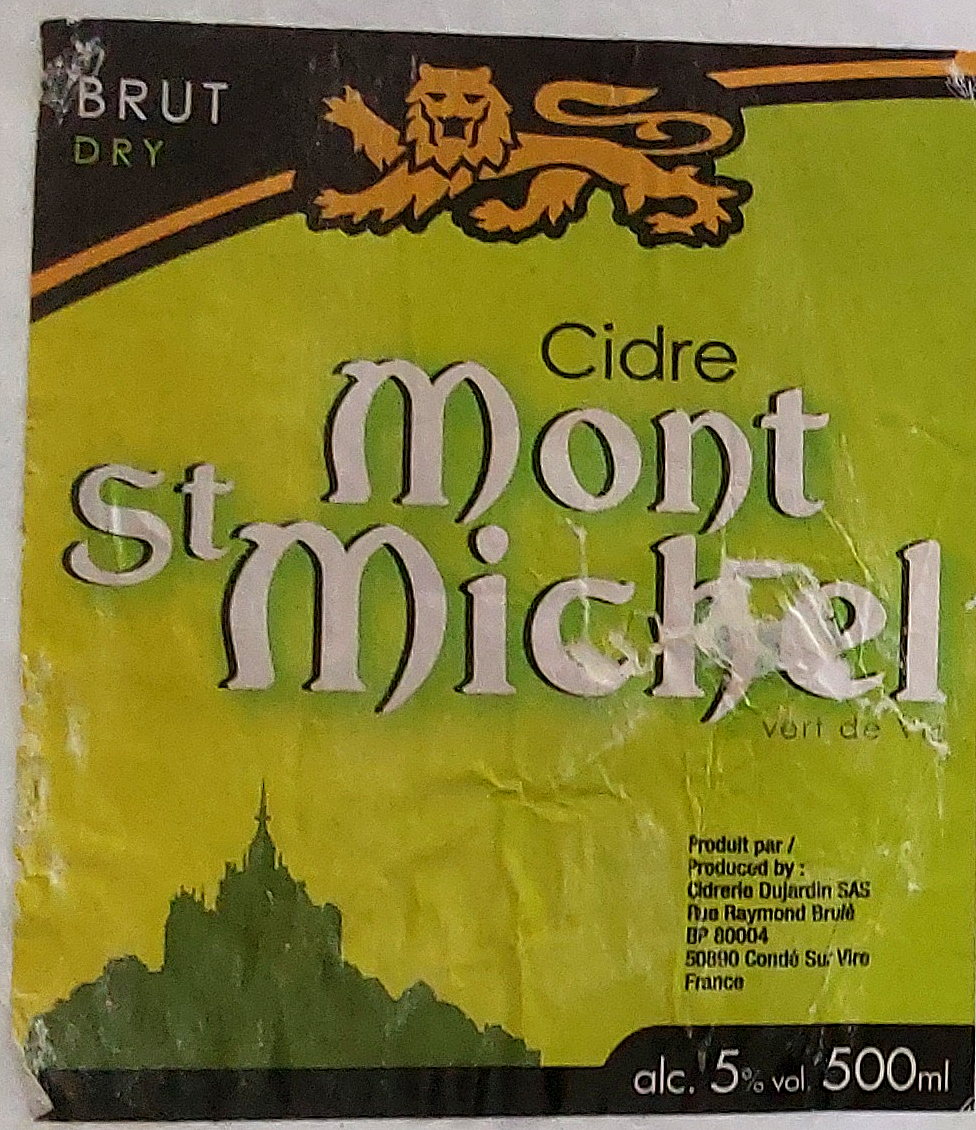 BRUT
DRY
Cidre
Mont
St Michel
vert de
Produit par /
Produced by :
Cidrerie Dujardin SAS
Rue Raymond Brulé
BP 80004
50890 Condé Sur Vire
France
alc. 5% vol. 500ml